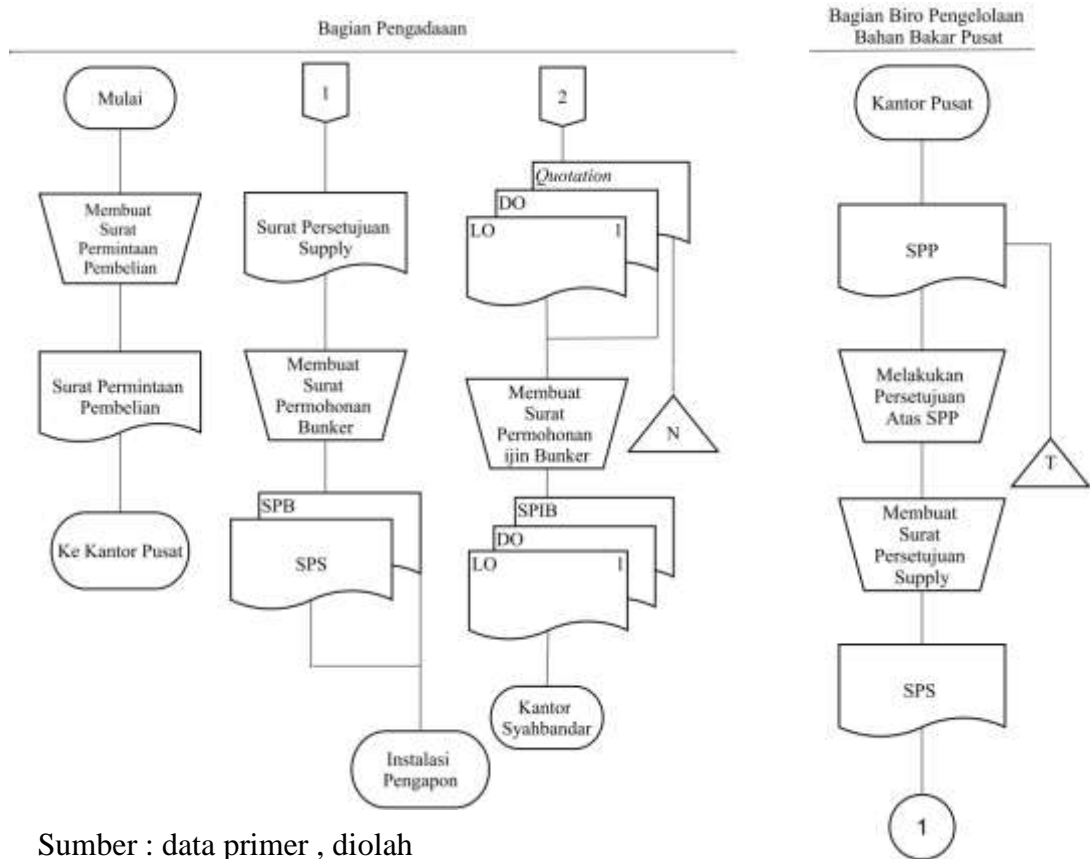 Bagian Pengadaaan
Mulai
Membuat
Surat
Permintaan
Pembelian
Surat Permintaan
Pembelian
Ke Kantor Pusat
1
Surat Persetujuan
Supply
Membuat
Surat
Permohonan
Bunker
SPB
SPS
Instalasi
Pengapon
2
Quotation
DO
LO 1
Membuat
Surat
Permohonan
ijin Bunker
N
SPIB
DO
LO 1
Kantor
Syahbandar
Bagian Biro Pengelolaan
Bahan Bakar Pusat
Kantor Pusat
SPP
Melakukan
Persetujuan
Atas SPP
T
Membuat
Surat
Persetujuan
Supply
SPS
1
Sumber : data primer , diolah